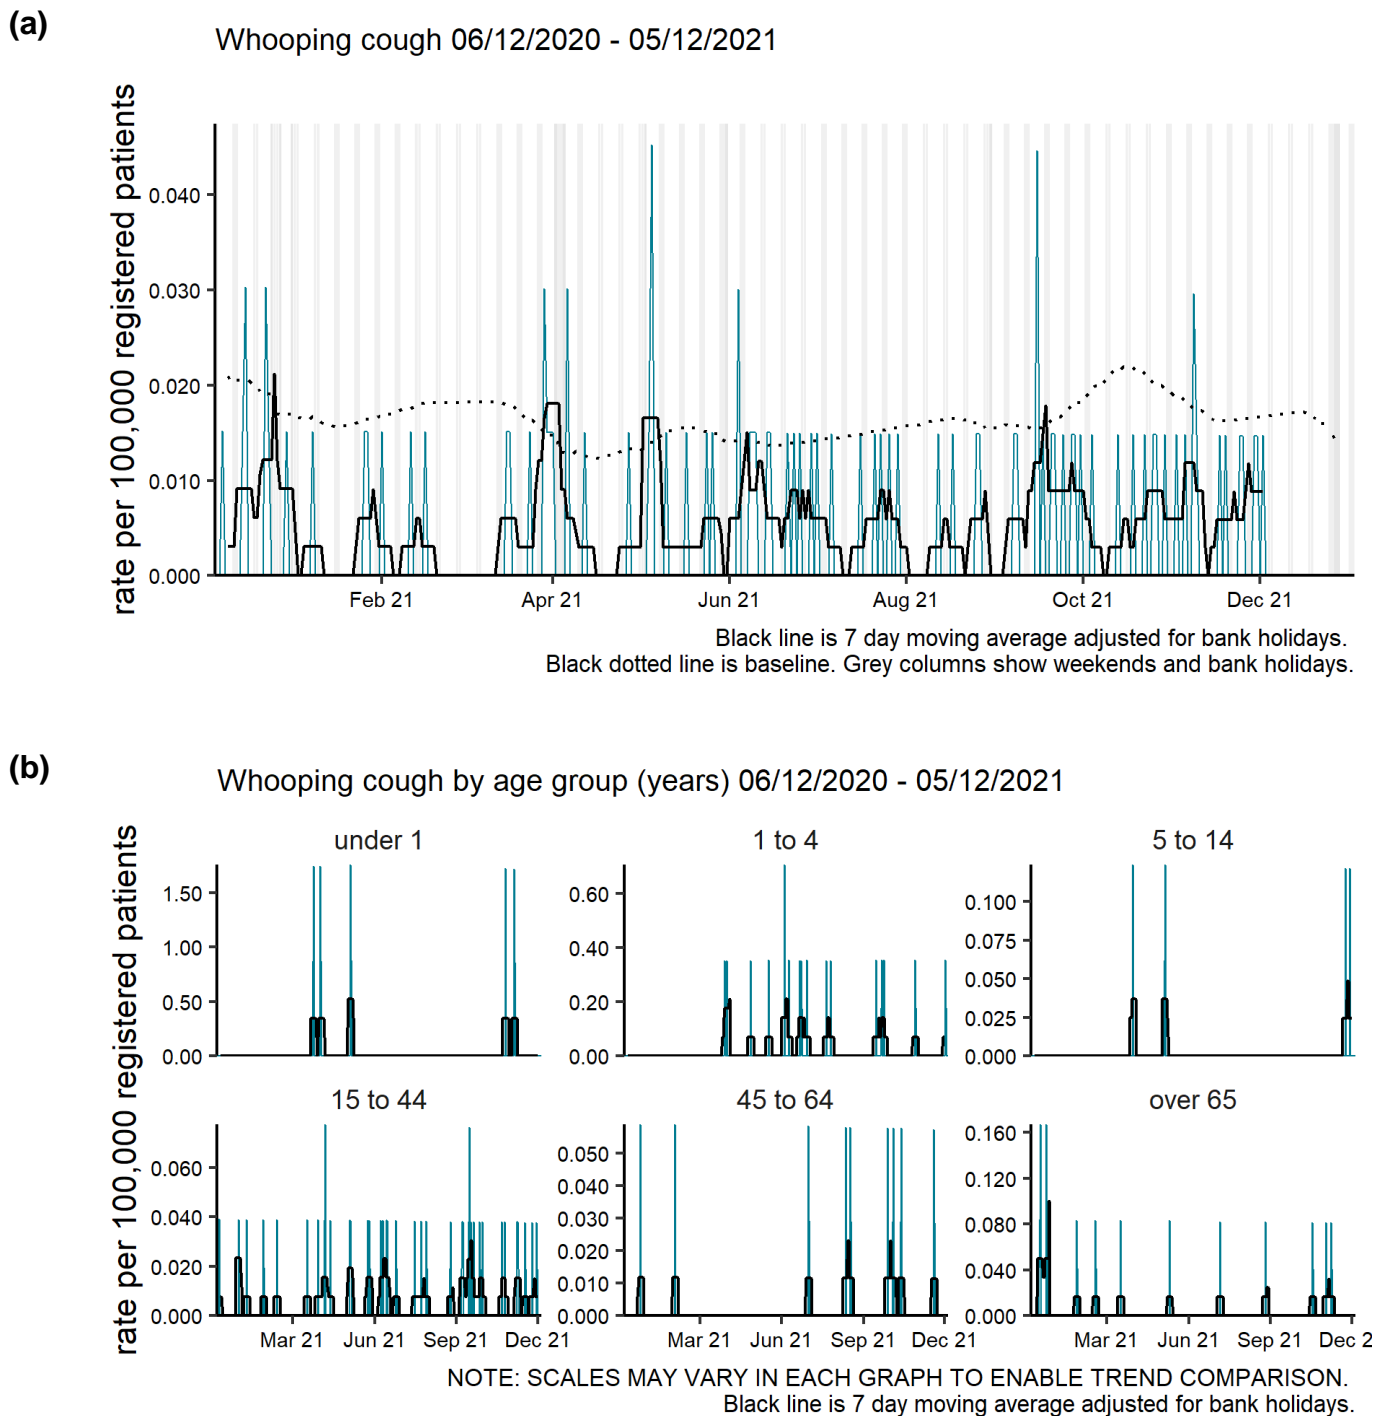 (a)
Whooping cough 06/12/2020 - 05/12/2021
rate per 100,000 registered patients
0.040
0.030
0.020
0.010
0.000
Feb 21 Apr 21 Jun 21 Aug 21 Oct 21 Dec 21
Black line is 7 day moving average adjusted for bank holidays.
Black dotted line is baseline. Grey columns show weekends and bank holidays.
(b)
Whooping cough by age group (years) 06/12/2020 - 05/12/2021
rate per 100,000 registered patients
under 1
1.50
1.00
0.50
0.00
1 to 4
0.60
0.40
0.20
0.00
5 to 14
0.100
0.075
0.050
0.025
0.000
15 to 44
0.060
0.040
0.020
0.000
Mar 21 Jun 21 Sep 21 Dec 21
45 to 64
0.050
0.040
0.030
0.020
0.010
0.000
Mar 21 Jun 21 Sep 21 Dec 21
over 65
0.160
0.120
0.080
0.040
0.000
Mar 21 Jun 21 Sep 21 Dec 2
NOTE: SCALES MAY VARY IN EACH GRAPH TO ENABLE TREND COMPARISON.
Black line is 7 day moving average adjusted for bank holidays.